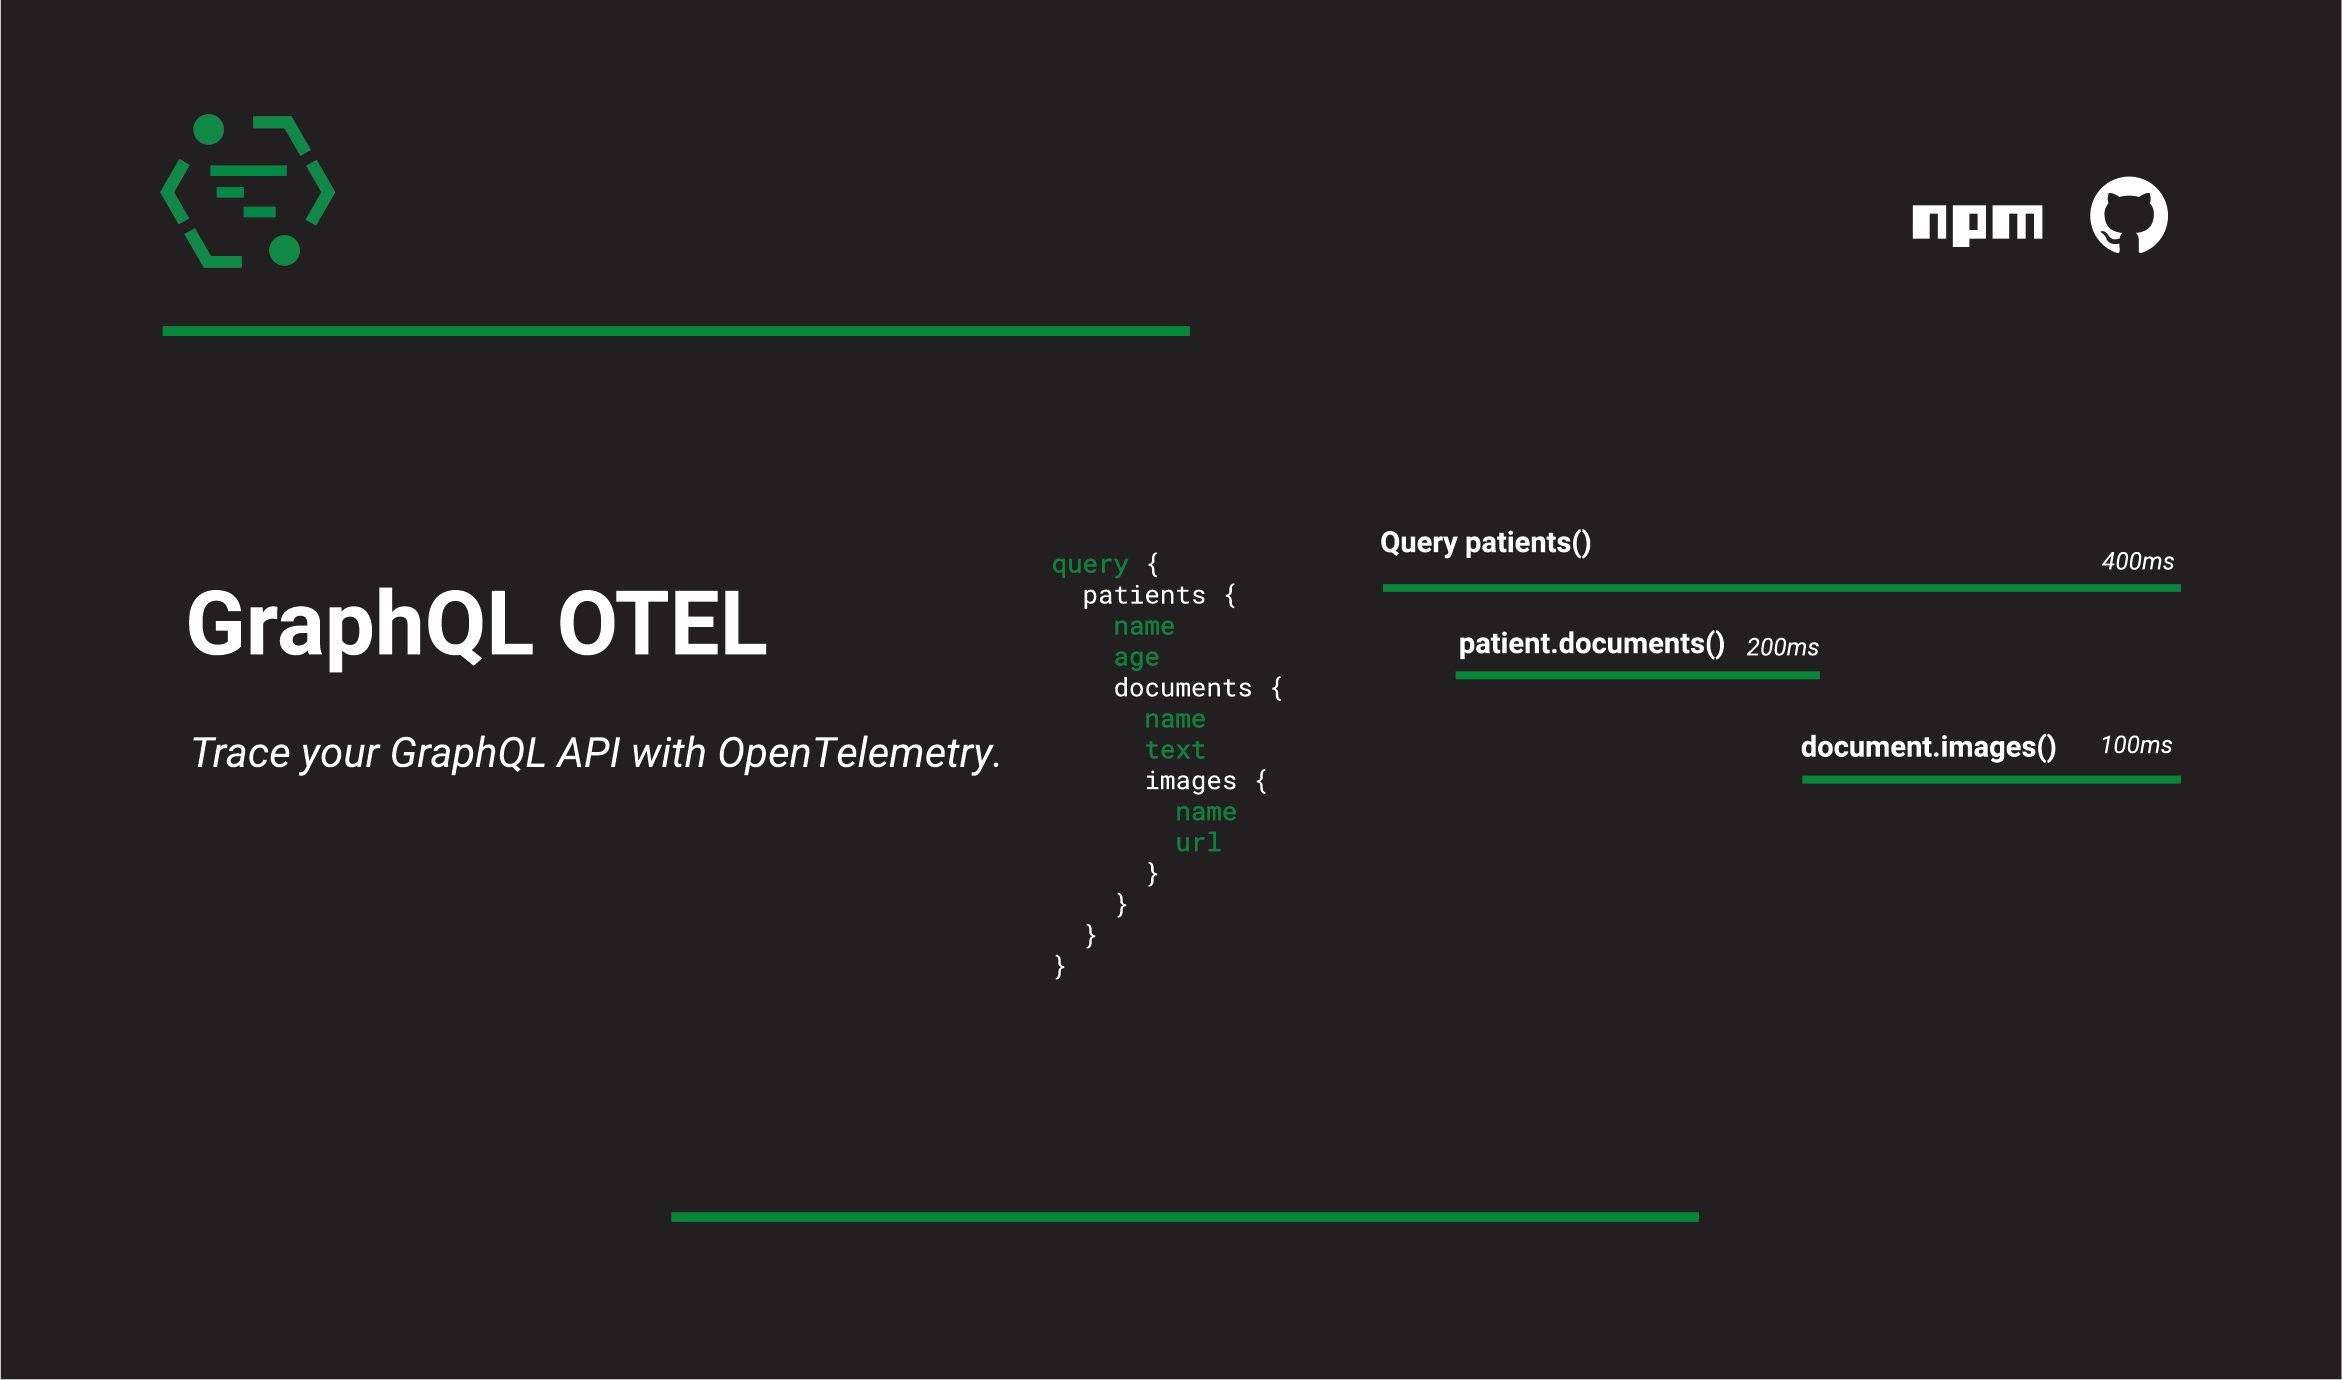 npm
GraphQL OTEL
Trace your GraphQL API with OpenTelemetry.
query {
  patients {
    name
    age
    documents {
      name
      text
      images {
        name
        url
      }
    }
  }
}
Query patients()
400ms
patient.documents() 200ms
document.images() 100ms